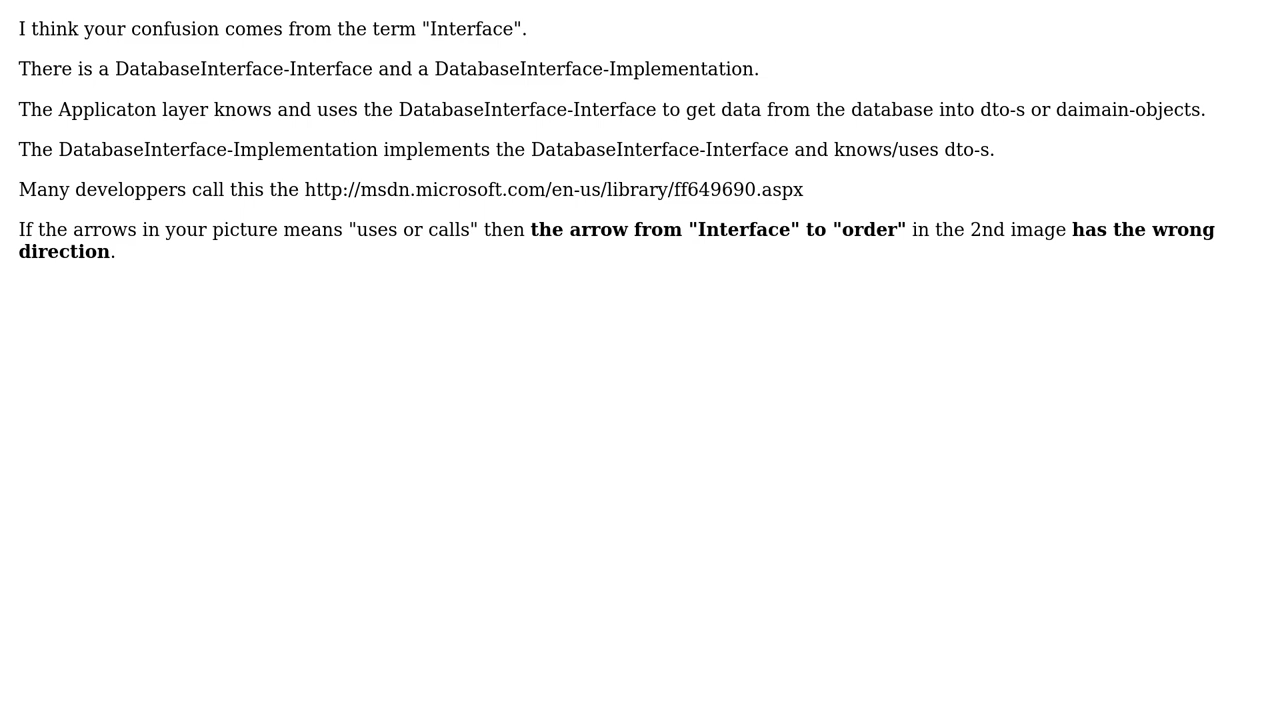 I think your confusion comes from the term "Interface".
There is a DatabaseInterface-Interface and a DatabaseInterface-Implementation.
The Applicaton layer knows and uses the DatabaseInterface-Interface to get data from the database into dto-s or daimain-objects.
The DatabaseInterface-Implementation implements the DatabaseInterface-Interface and knows/uses dto-s.
Many developpers call this the http://msdn.microsoft.com/en-us/library/ff649690.aspx
If the arrows in your picture means "uses or calls" then the arrow from "Interface" to "order" in the 2nd image has the wrong
direction.